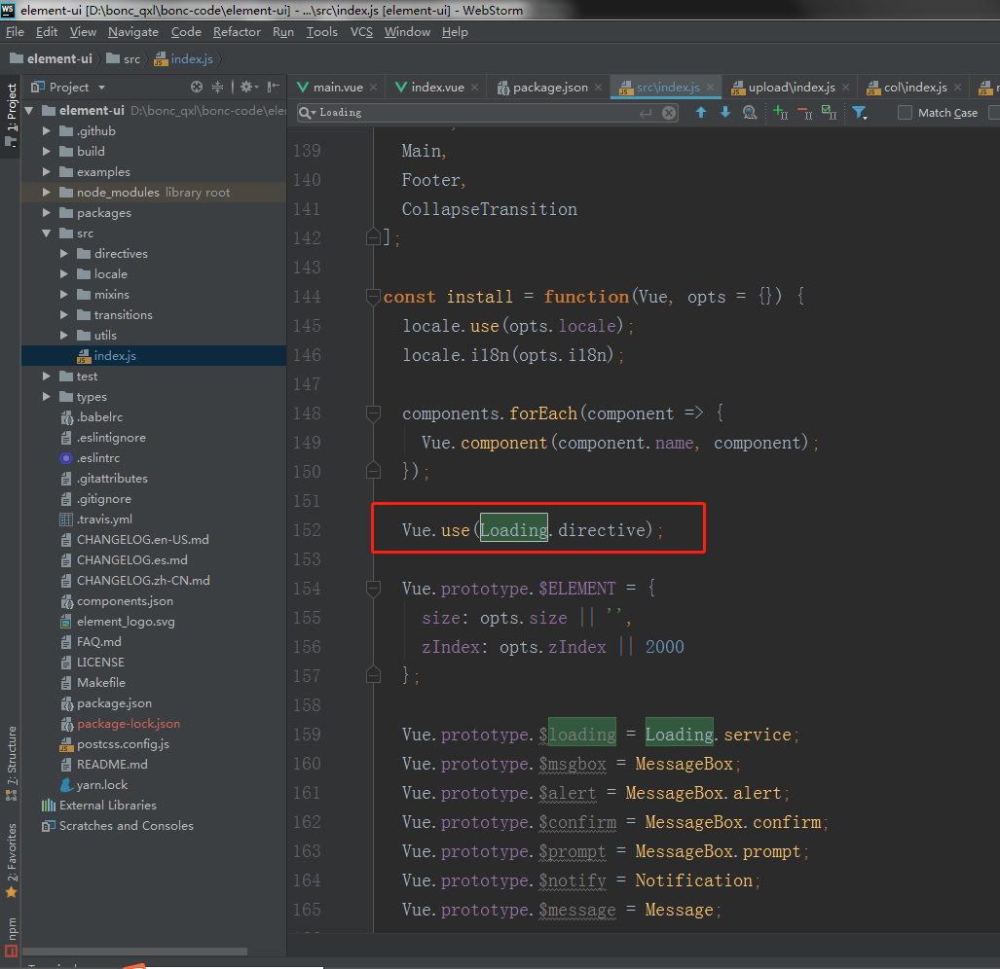 element-ui [D:\bonc_qxl\bonc-code\element-ui] - ...\src\index.js [element-ui] - WebStorm
File Edit View Navigate Code Refactor Run Tools VCS Window Help
element-ui src index.js
Project
main.vue index.vue package.json src\index.js upload\index.js col\index.js
Loading
Match Case
1: Project
7: Structure
2: Favorites
npm
element-ui D:\bonc_qxl\bonc-code\eler
.github
build
examples
node_modules library root
packages
src
directives
locale
mixins
transitions
utils
index.js
test
types
.babelrc
.eslintignore
.eslintrc
.gitattributes
.gitignore
.travis.yml
CHANGELOG.en-US.md
CHANGELOG.es.md
CHANGELOG.zh-CN.md
components.json
element_logo.svg
FAQ.md
LICENSE
Makefile
package.json
package-lock.json
postcss.config.js
README.md
yarn.lock
External Libraries
Scratches and Consoles
139 Main,
140 Footer,
141 CollapseTransition
142 ];
143
144 const install = function(Vue, opts = {}) {
145 locale.use(opts.locale);
146 locale.i18n(opts.i18n);
147
148 components.forEach(component => {
149 Vue.component(component.name, component);
150 });
151
152 Vue.use(Loading.directive);
153
154 Vue.prototype.$ELEMENT = {
155 size: opts.size || '',
156 zIndex: opts.zIndex || 2000
157 };
158
159 Vue.prototype.$loading = Loading.service;
160 Vue.prototype.$msgbox = MessageBox;
161 Vue.prototype.$alert = MessageBox.alert;
162 Vue.prototype.$confirm = MessageBox.confirm;
163 Vue.prototype.$prompt = MessageBox.prompt;
164 Vue.prototype.$notify = Notification;
165 Vue.prototype.$message = Message;